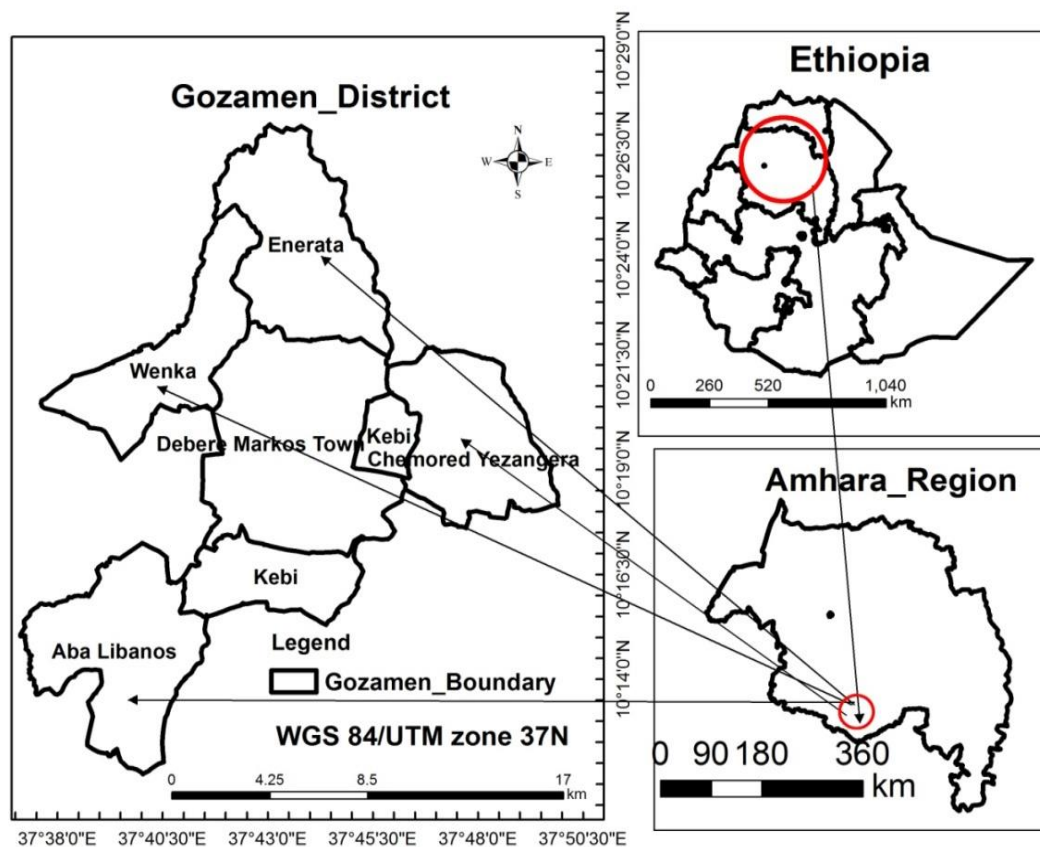 Gozamen_District
N
W
E
S
Enerata
Wenka
Debere Markos Town
Kebi
Chemored Yezangera
Kebi
Aba Libanos
Legend
Gozamen_Boundary
WGS 84/UTM zone 37N
0 4.25 8.5 17
km
37°38'0"E 37°40'30"E 37°43'0"E 37°45'30"E 37°48'0"E 37°50'30"E
10°29'0"N
10°26'30"N
10°24'0"N
10°21'30"N
10°19'0"N
10°16'30"N
10°14'0"N
Ethiopia
0 260 520 1,040
km
Amhara_Region
0 90 180 360
km